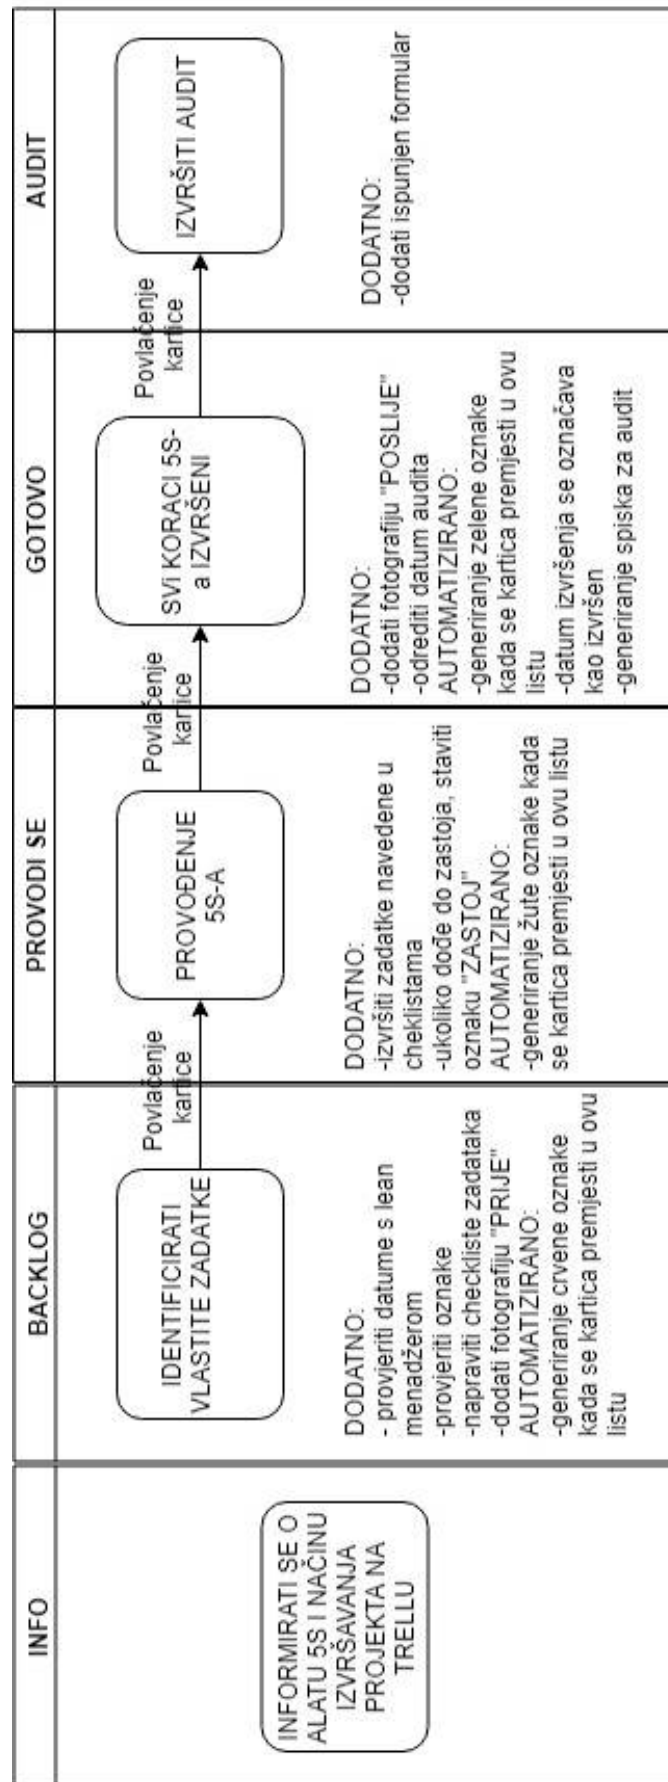 INFO
INFORMIRATI SE O
ALATU 5S I NAČINU
IZVRŠAVANJA
PROJEKTA NA
TRELLU
BACKLOG
IDENTIFICIRATI
VLASTITE ZADATKE
DODATNO:
- provjeriti datume s lean
menadžerom
-provjeriti oznake
-napraviti checkliste zadataka
-dodati fotografiju "PRIJE"
AUTOMATIZIRANO:
-generiranje crvene oznake
kada se kartica premjesti u ovu
listu
Povlačenje
kartice
PROVODI SE
PROVOĐENJE
5S-A
DODATNO:
-izvršiti zadatke navedene u
cheklistama
-ukoliko dođe do zastoja, staviti
oznaku "ZASTOJ"
AUTOMATIZIRANO:
-generiranje žute oznake kada
se kartica premjesti u ovu listu
Povlačenje
kartice
GOTOVO
SVi KORACI 5S-
a IZVRŠENI
DODATNO:
-dodati fotografiju "POSLIJE"
-odrediti datum audita
AUTOMATIZIRANO:
-generiranje zelene oznake
kada se kartica premjesti u ovu
listu
-datum izvršenja se označava
kao izvršen
-generiranje spiska za audit
Povlačenje
kartice
AUDIT
IZVRŠITI AUDIT
DODATNO:
-dodati ispunjen formular